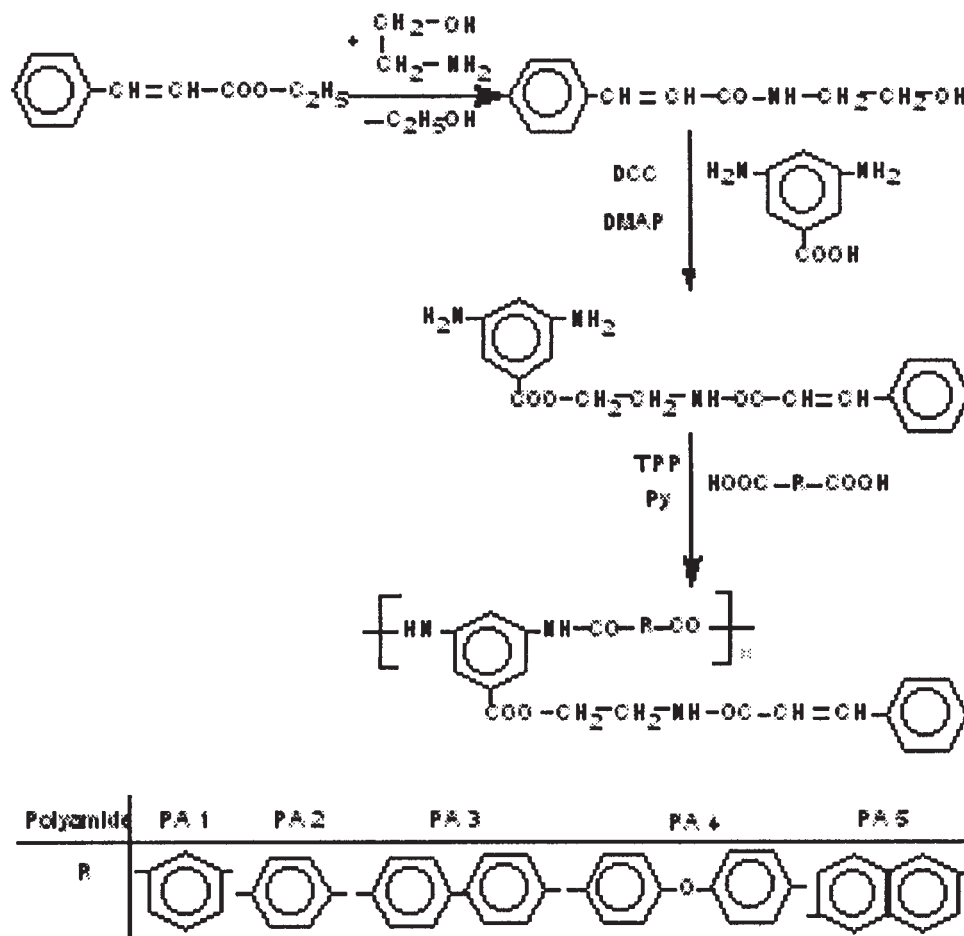 CH2-OH
+
CH2-NH2
CH=CH-COO-C2H5
-C2H5OH
CH=CH-CO-NH-CH2-CH2-OH
DCC
H2N NH2
DMAP
COOH
H2N NH2
COO-CH2-CH2-NH-OC-CH=CH
TPP
HOOC-R-COOH
Py
HN NH-CO-R-CO
COO-CH2-CH2-NH-OC-CH=CH
Polyamide PA 1 PA 2 PA 3 PA 4 PA 5
R
O